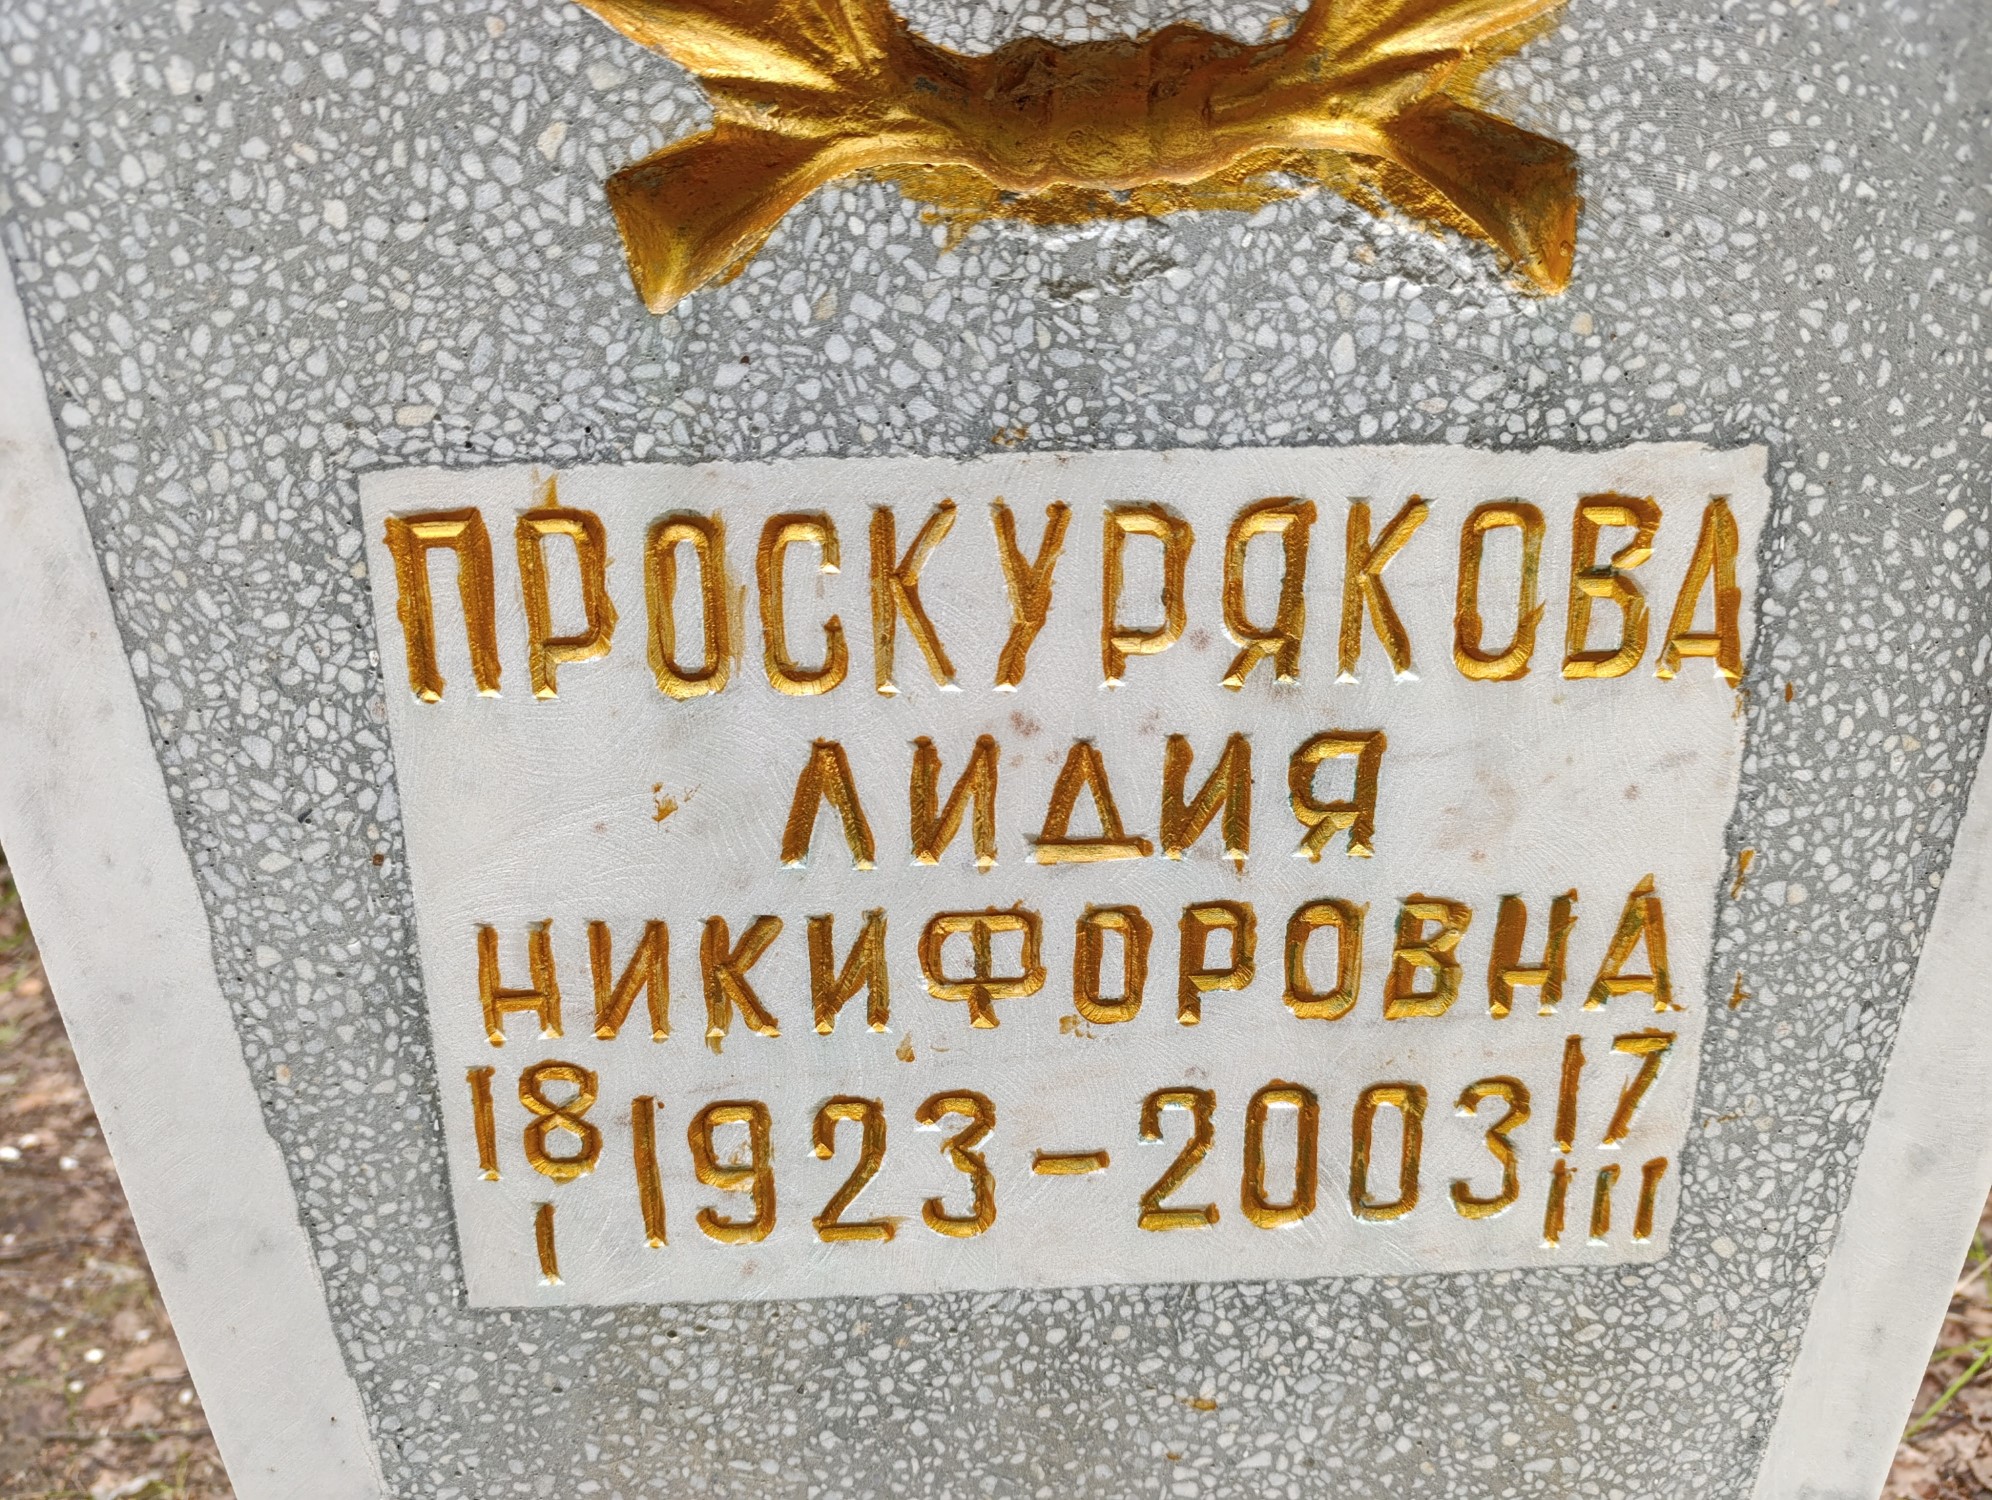 ПРОСКУРЯКОВА
ЛИДИЯ
НИКИФОРОВНА
18 1923-2003 17
I III